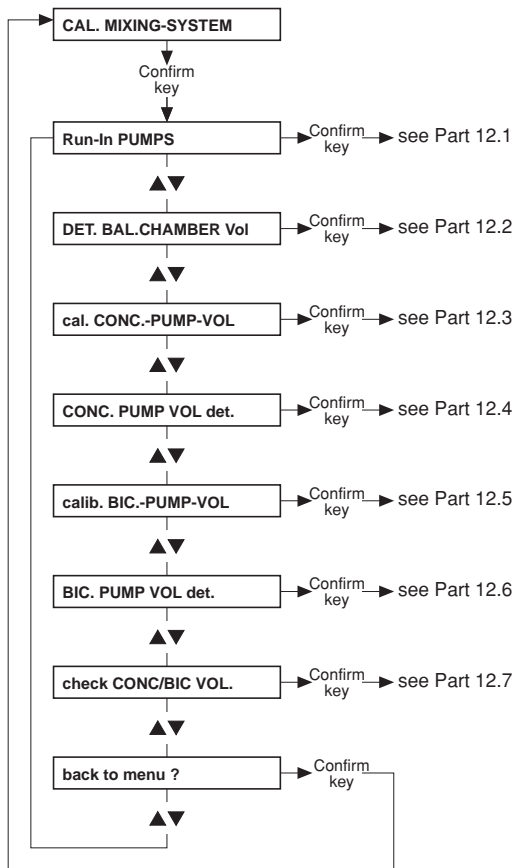 CAL. MIXING-SYSTEM
Confirm
key
Run-In PUMPS
Confirm
key
see Part 12.1
▲▼
DET. BAL.CHAMBER Vol
Confirm
key
see Part 12.2
▲▼
cal. CONC.-PUMP-VOL
Confirm
key
see Part 12.3
▲▼
CONC. PUMP VOL det.
Confirm
key
see Part 12.4
▲▼
calib. BIC.-PUMP-VOL
Confirm
key
see Part 12.5
▲▼
BIC. PUMP VOL det.
Confirm
key
see Part 12.6
▲▼
check CONC/BIC VOL.
Confirm
key
see Part 12.7
▲▼
back to menu ?
Confirm
key
▲▼